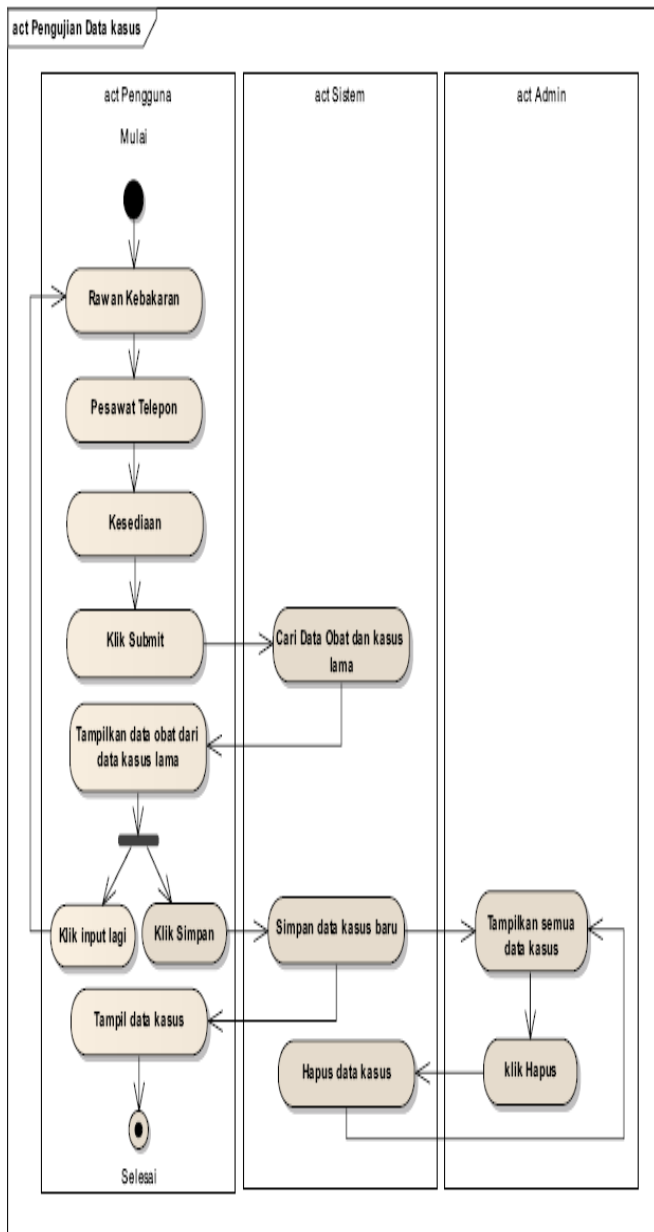 act Pengujian Data kasus
act Pengguna
act Sistem
act Admin
Mulai
Rawan Kebakaran
Pesawat Telepon
Kesediaan
Klik Submit
Cari Data Obat dan kasus
lama
Tampilkan data obat dari
data kasus lama
Klik input lagi
Klik Simpan
Simpan data kasus baru
Tampilkan semua
data kasus
Tampil data kasus
Hapus data kasus
klik Hapus
Selesai